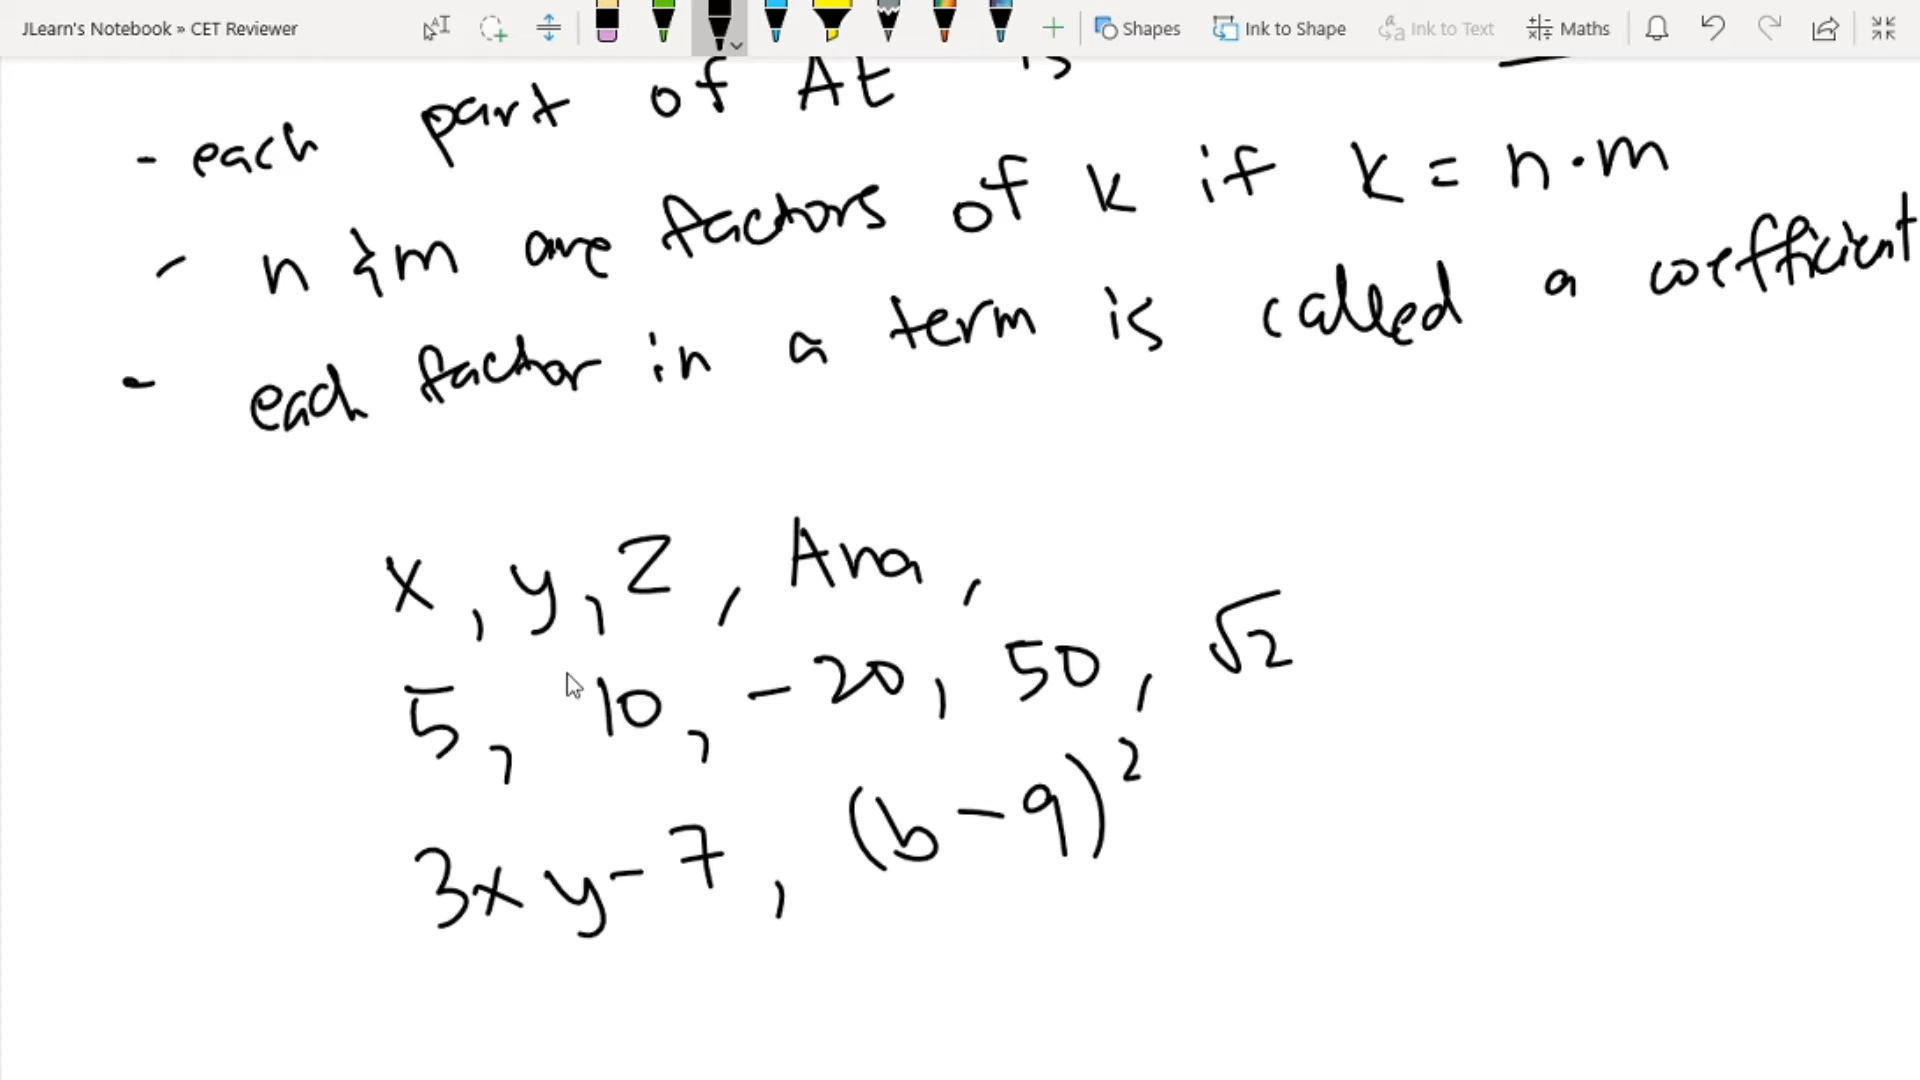 JLearn's Notebook » CET Reviewer Shapes Ink to Shape Ink to Text Maths
- each part of AE is
- n & m are factors of k if k = n · m
- each factor in a term is called a coefficient
x, y, z, Ana,
5, 10, -20, 50, √2
3xy - 7, (b - 9)²